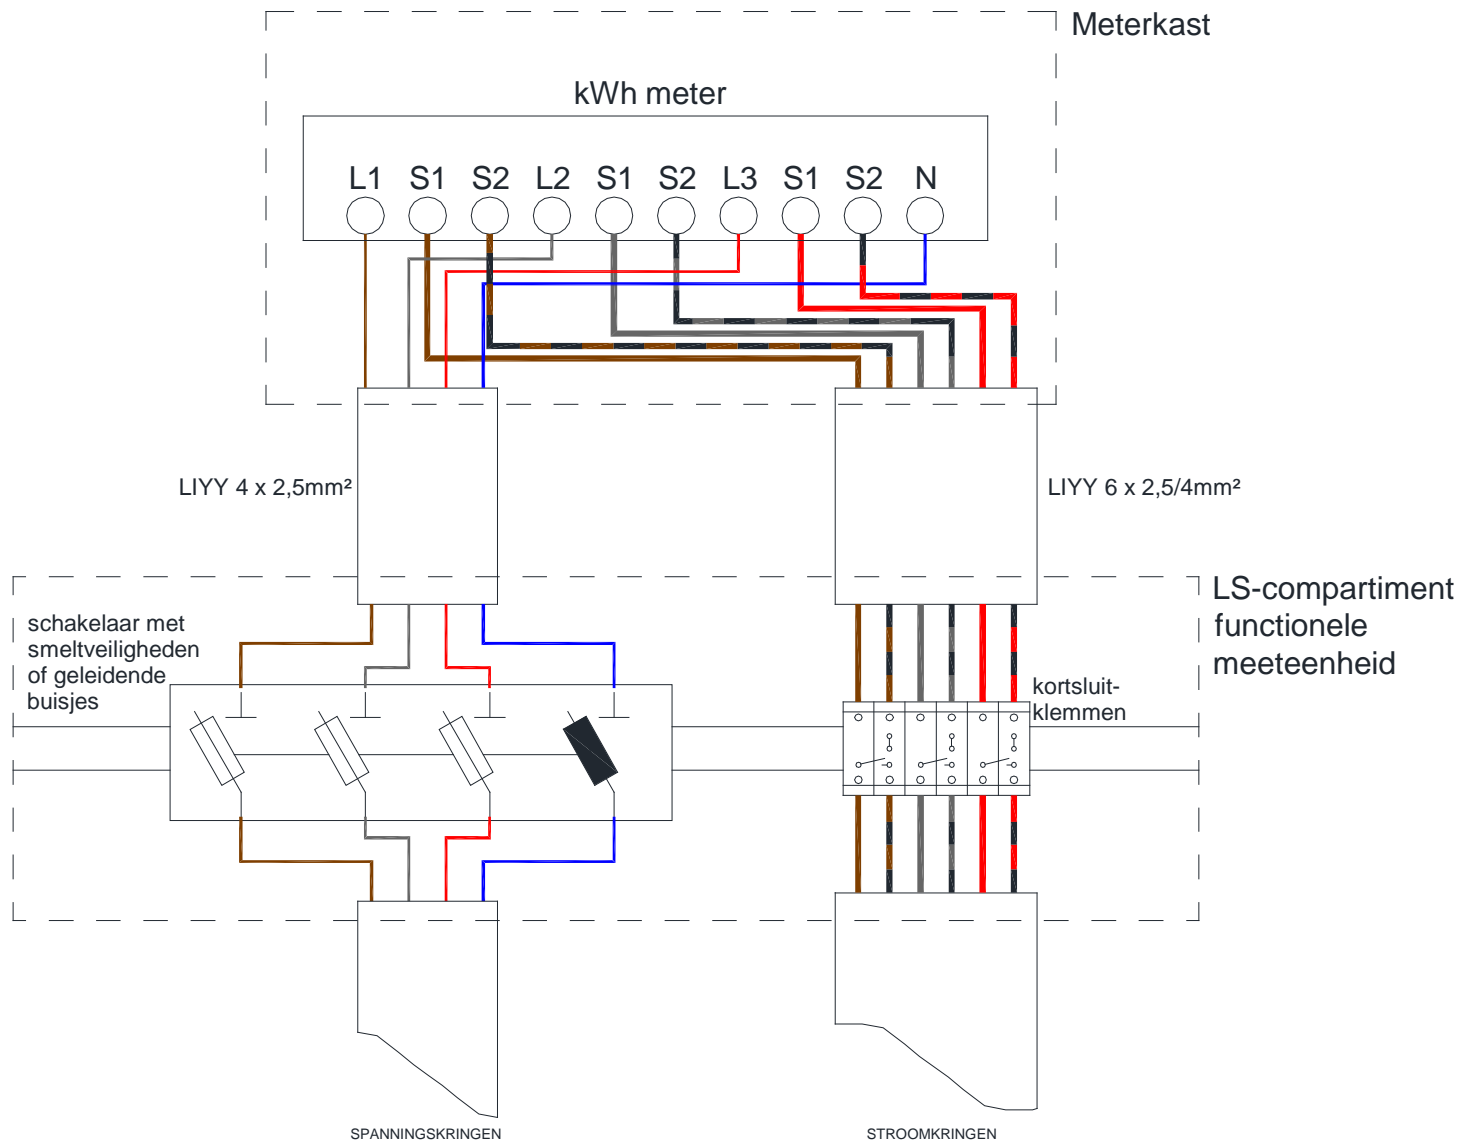 Meterkast
kWh meter
L1 S1 S2 L2 S1 S2 L3 S1 S2 N
LIYY 4 x 2,5mm²
LIYY 6 x 2,5/4mm²
LS-compartiment
functionele
meeteenheid
schakelaar met
smeltveiligheden
of geleidende
buisjes
kortsluit-
klemmen
SPANNINGSKRINGEN
STROOMKRINGEN